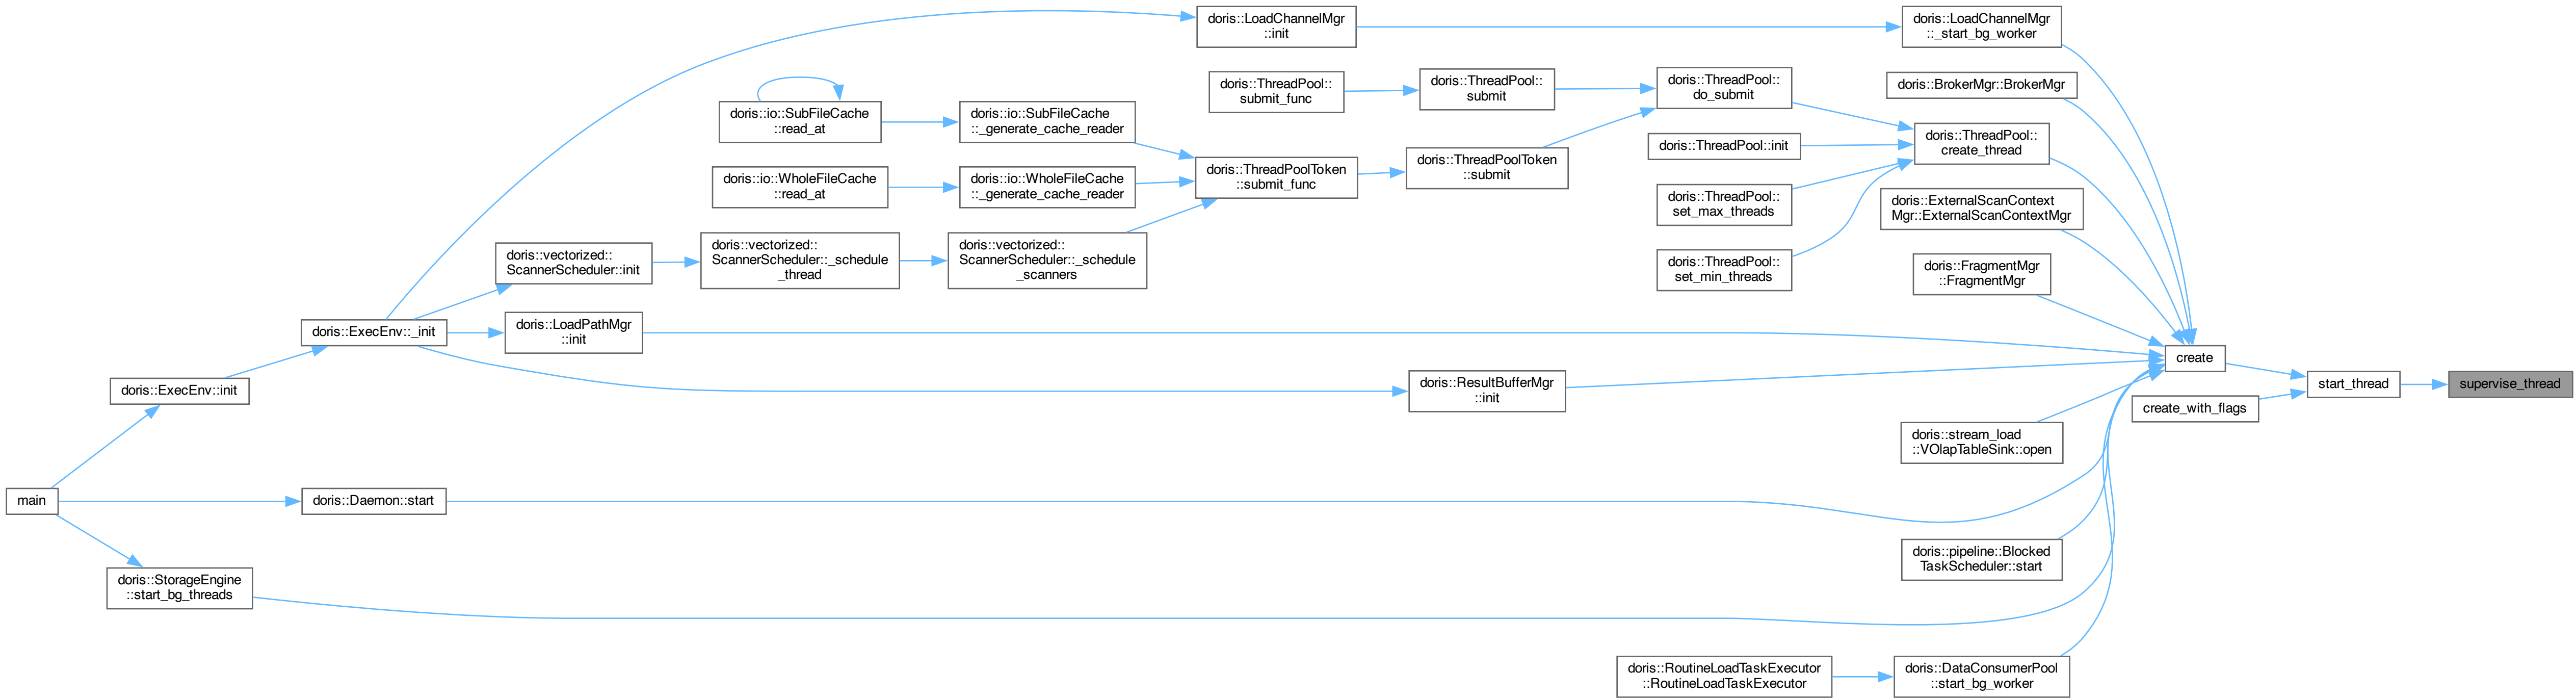 doris::LoadChannelMgr
::init
doris::LoadChannelMgr
::_start_bg_worker
doris::ThreadPool::
submit_func
doris::ThreadPool::
submit
doris::ThreadPool::
do_submit
doris::BrokerMgr::BrokerMgr
doris::io::SubFileCache
::read_at
doris::io::SubFileCache
::_generate_cache_reader
doris::ThreadPool::init
doris::ThreadPool::
create_thread
doris::io::WholeFileCache
::read_at
doris::io::WholeFileCache
::_generate_cache_reader
doris::ThreadPoolToken
::submit_func
doris::ThreadPoolToken
::submit
doris::ThreadPool::
set_max_threads
doris::ExternalScanContext
Mgr::ExternalScanContextMgr
doris::vectorized::
ScannerScheduler::init
doris::vectorized::
ScannerScheduler::_schedule
_thread
doris::vectorized::
ScannerScheduler::_schedule
_scanners
doris::ThreadPool::
set_min_threads
doris::FragmentMgr
::FragmentMgr
doris::ExecEnv::_init
doris::LoadPathMgr
::init
create
doris::ExecEnv::init
doris::ResultBufferMgr
::init
start_thread
supervise_thread
create_with_flags
doris::stream_load
::VOlapTableSink::open
main
doris::Daemon::start
doris::pipeline::Blocked
TaskScheduler::start
doris::StorageEngine
::start_bg_threads
doris::RoutineLoadTaskExecutor
::RoutineLoadTaskExecutor
doris::DataConsumerPool
::start_bg_worker